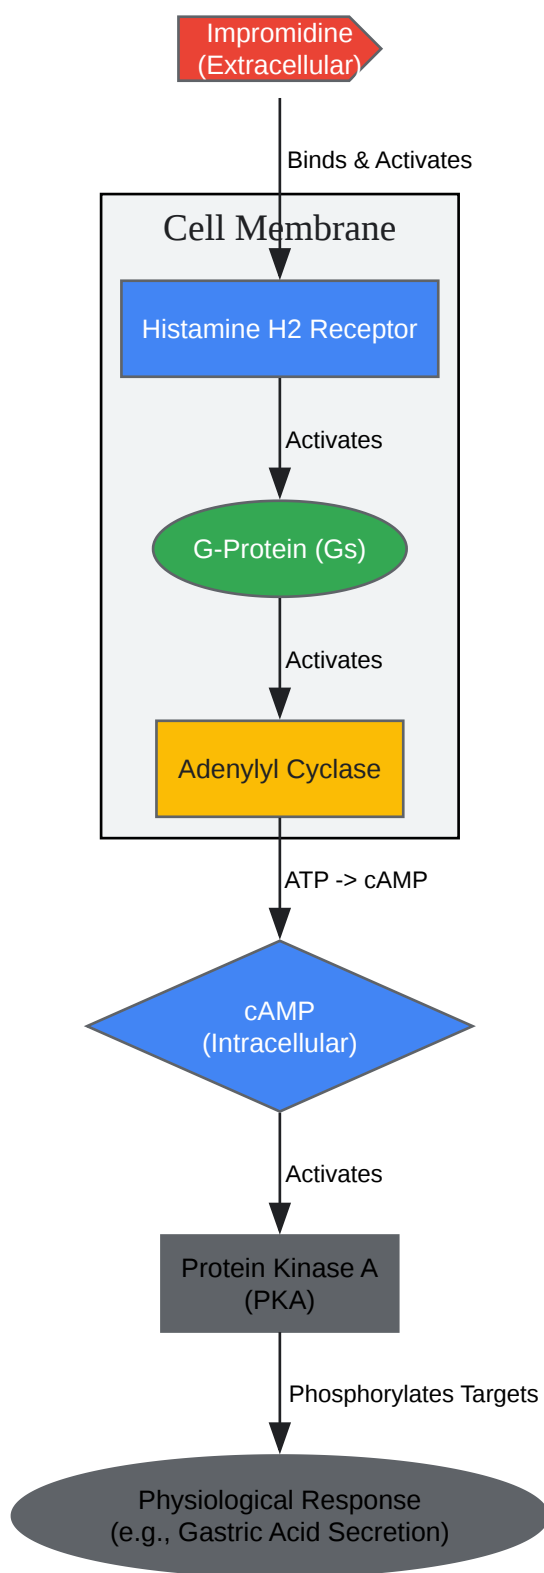 Impromidine
(Extracellular)
Binds & Activates
Cell Membrane
Histamine H2 Receptor
Activates
G-Protein (Gs)
Activates
Adenylyl Cyclase
ATP -> cAMP
cAMP
(Intracellular)
Activates
Protein Kinase A
(PKA)
Phosphorylates Targets
Physiological Response
(e.g., Gastric Acid Secretion)